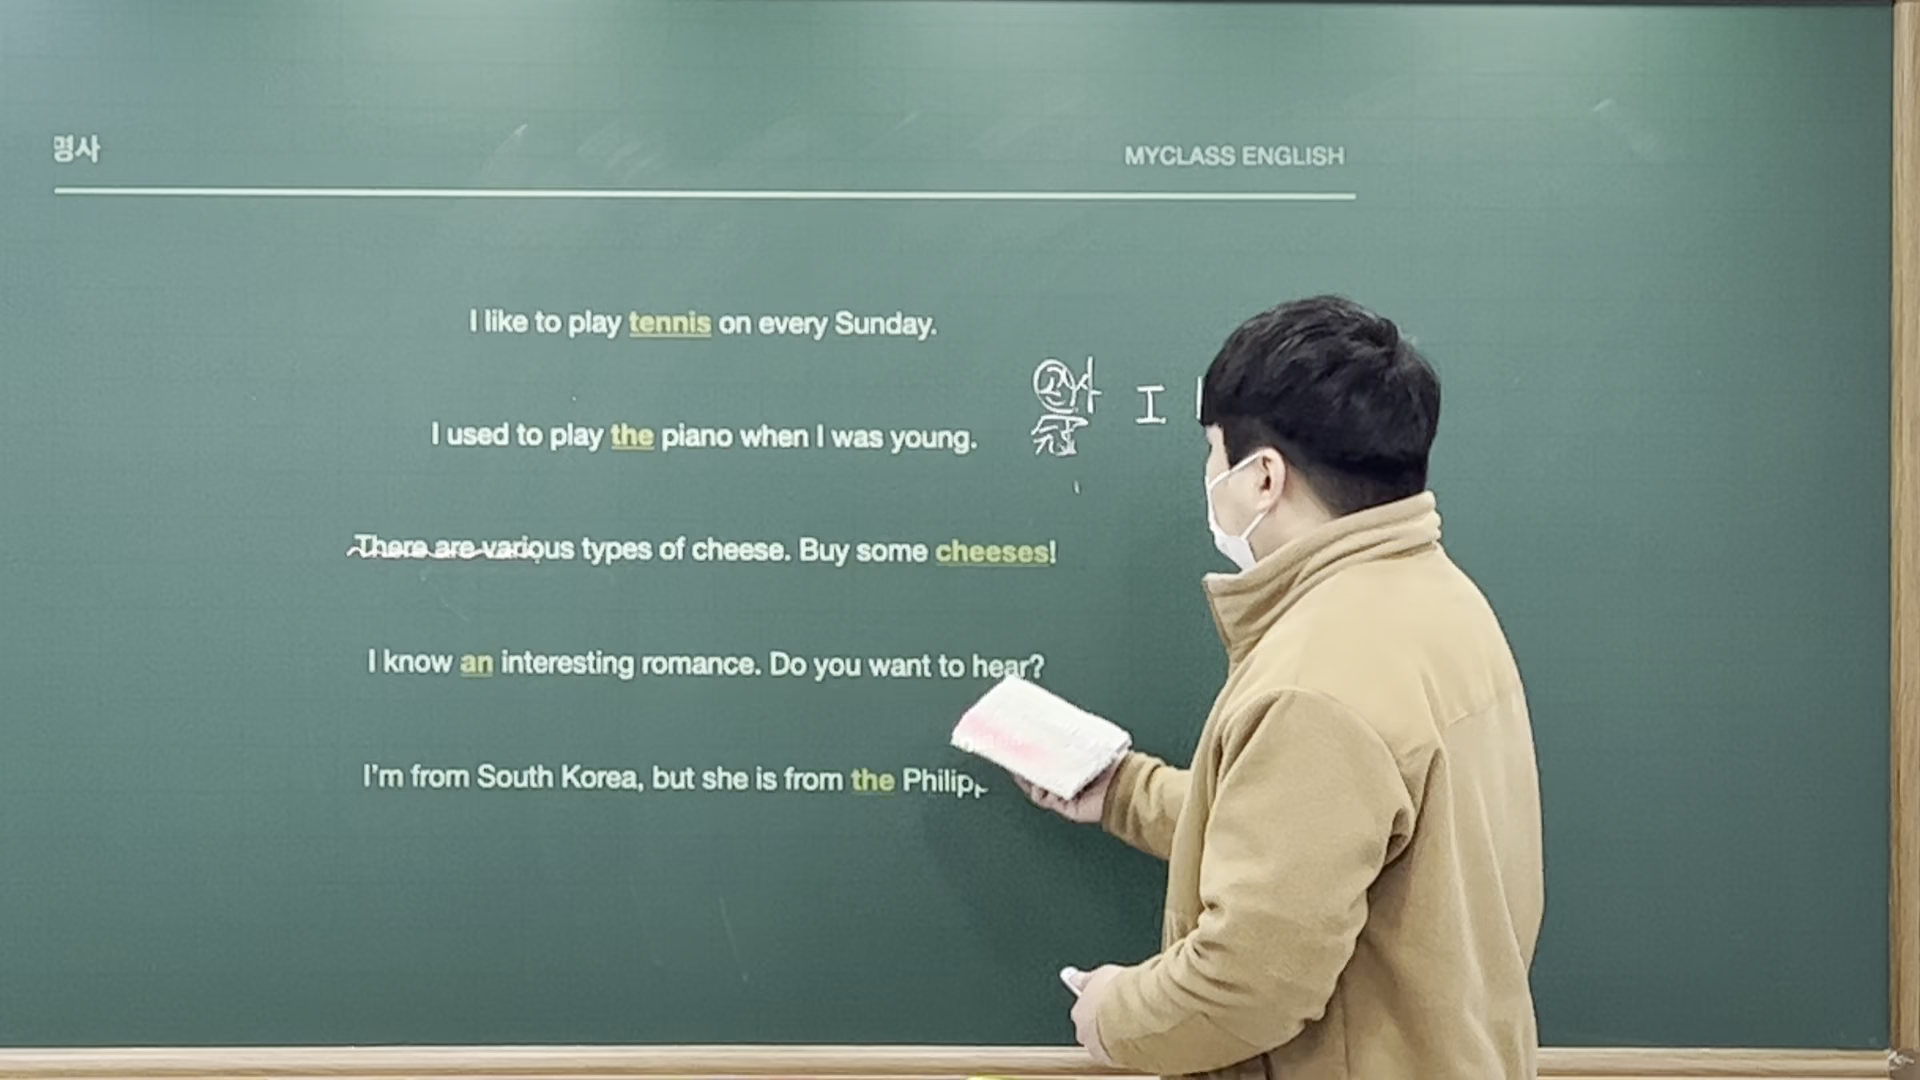 명사
MYCLASS ENGLISH
I like to play tennis on every Sunday.
I used to play the piano when I was young.
There are various types of cheese. Buy some cheeses!
I know an interesting romance. Do you want to hear?
I'm from South Korea, but she is from the
I